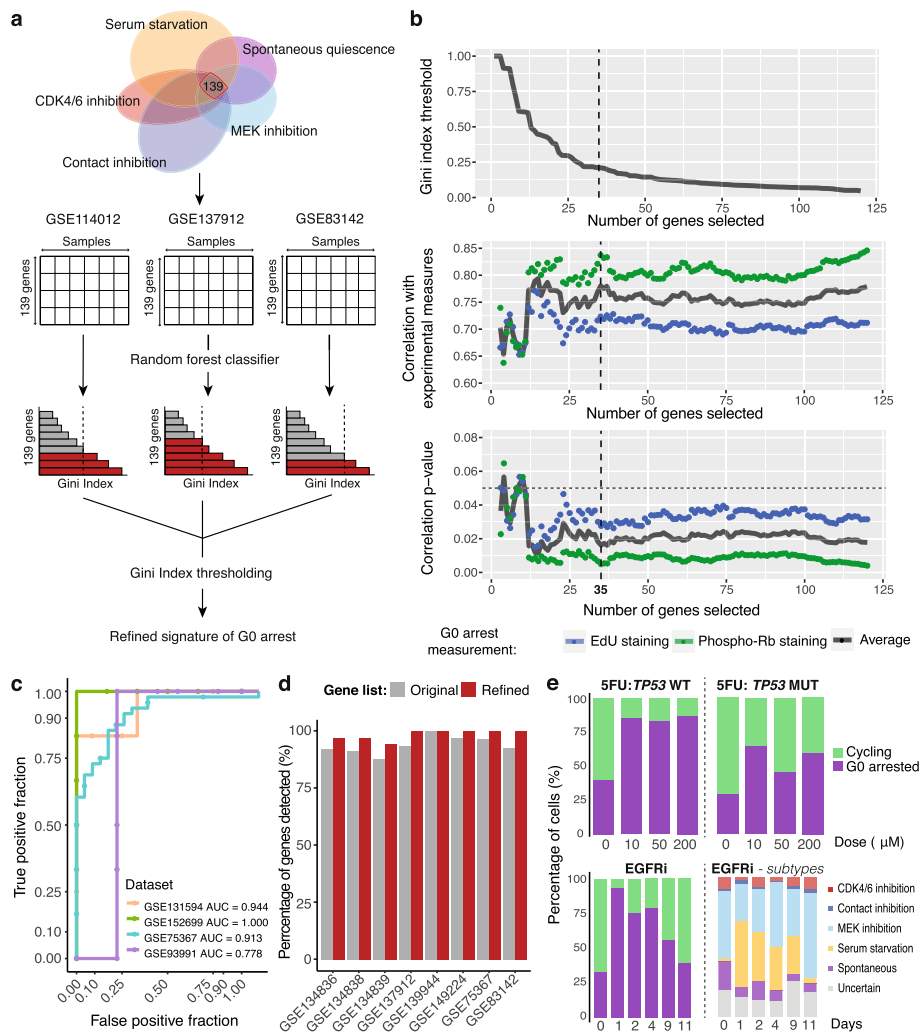 a
Serum starvation
Spontaneous quiescence
139
CDK4/6 inhibition
MEK inhibition
Contact inhibition
GSE114012
GSE137912
GSE83142
Samples
Samples
Samples
139 genes
139 genes
139 genes
Random forest classifier
139 genes
139 genes
139 genes
Gini Index
Gini Index
Gini Index
Gini Index thresholding
Refined signature of G0 arrest
b
Gini index threshold
1.00
0.75
0.50
0.25
0.00
0 25 50 75 100 125
Number of genes selected
Correlation with
experimental measures
0.85
0.80
0.75
0.70
0.65
0.60
0 25 35 50 75 100 125
Number of genes selected
Correlation p-value
0.08
0.06
0.04
0.02
0.00
0 25 35 50 75 100 125
Number of genes selected
G0 arrest
measurement:
EdU staining
Phospho-Rb staining
Average
c
True positive fraction
1.00
0.90
0.75
0.50
0.25
0.10
0.00
Dataset
GSE131594 AUC = 0.944
GSE152699 AUC = 1.000
GSE75367 AUC = 0.913
GSE93991 AUC = 0.778
0.00 0.10 0.25 0.50 0.75 0.90 1.00
False positive fraction
d
Gene list:
Original
Refined
Percentage of genes detected (%)
100
75
50
25
0
GSE134836
GSE134838
GSE134839
GSE137912
GSE139944
GSE149224
GSE75367
GSE83142
e
5FU: TP53 WT
5FU: TP53 MUT
Percentage of cells (%)
100
75
50
25
0
Cycling
G0 arrested
0 10 50 200
0 10 50 200
Dose ( μM)
EGFRi
EGFRi - subtypes
100
75
50
25
0
CDK4/6 inhibition
Contact inhibition
MEK inhibition
Serum starvation
Spontaneous
Uncertain
0 1 2 4 9 11
0 1 2 4 9 11
Days